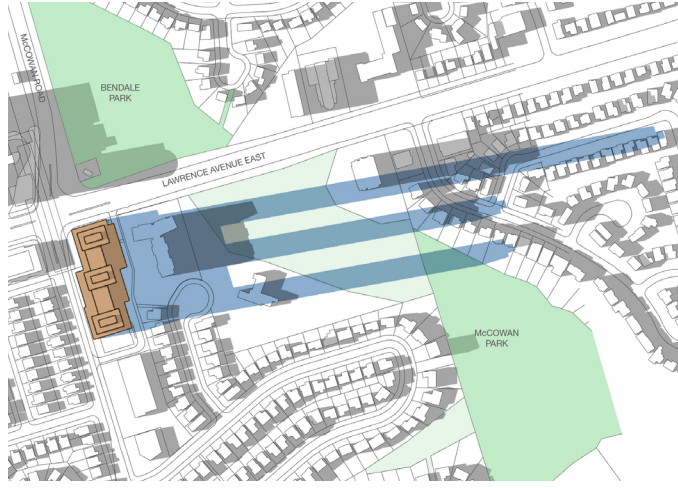 McCOWAN ROAD
BENDALE
PARK
LAWRENCE AVENUE EAST
McCOWAN
PARK